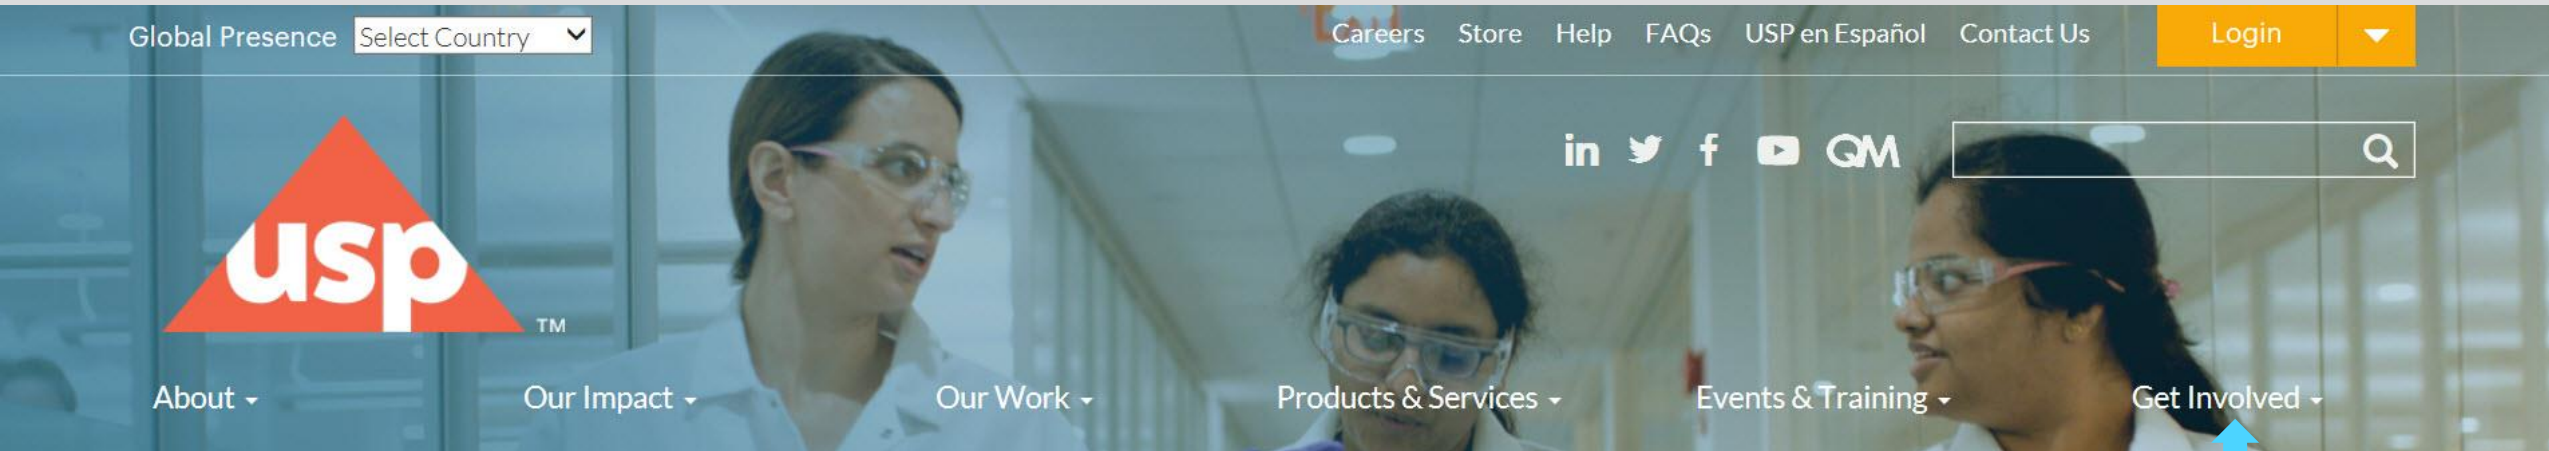 Global Presence Select Country Careers Store Help FAQs USP en Español Contact Us Login
in f QM
usp TM
About Our Impact Our Work Products & Services Events & Training Get Involved